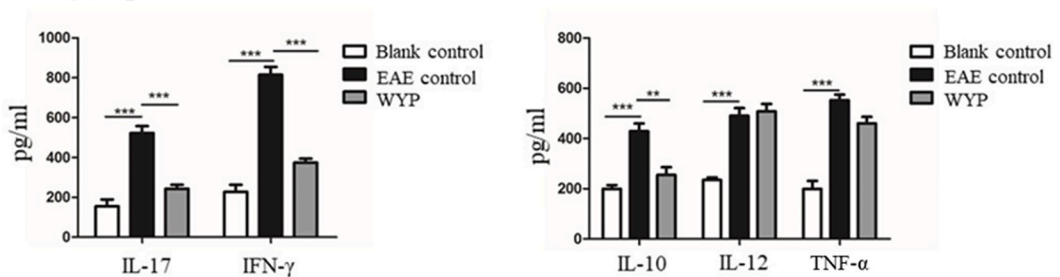 pg/ml
1000
800
600
400
200
0
***
***
***
***
IL-17
IFN-γ
Blank control
EAE control
WYP
pg/ml
800
600
400
200
0
***
**
***
***
IL-10
IL-12
TNF-α
Blank control
EAE control
WYP